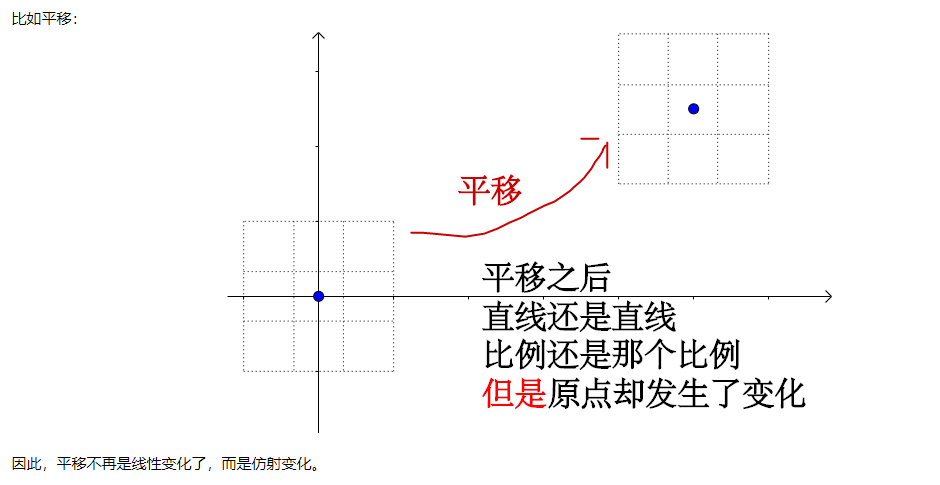 比如平移：
平移
平移之后
直线还是直线
比例还是那个比例
但是原点却发生了变化
因此，平移不再是线性变化了，而是仿射变化。